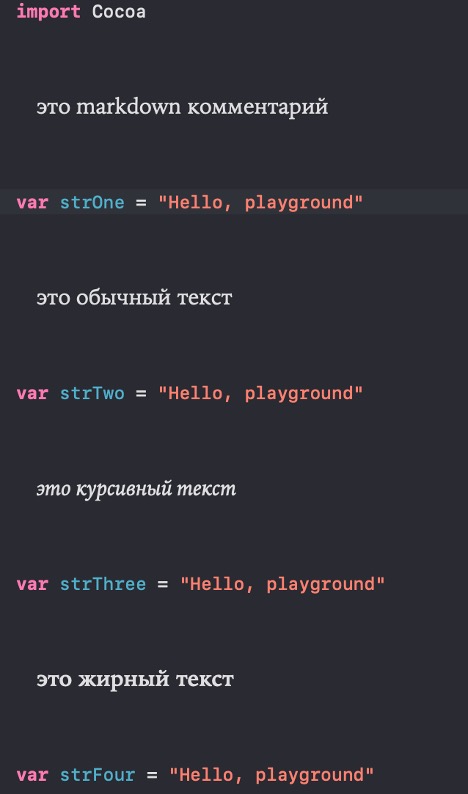 import Cocoa
это markdown комментарий
var strOne = "Hello, playground"
это обычный текст
var strTwo = "Hello, playground"
это курсивный текст
var strThree = "Hello, playground"
это жирный текст
var strFour = "Hello, playground"